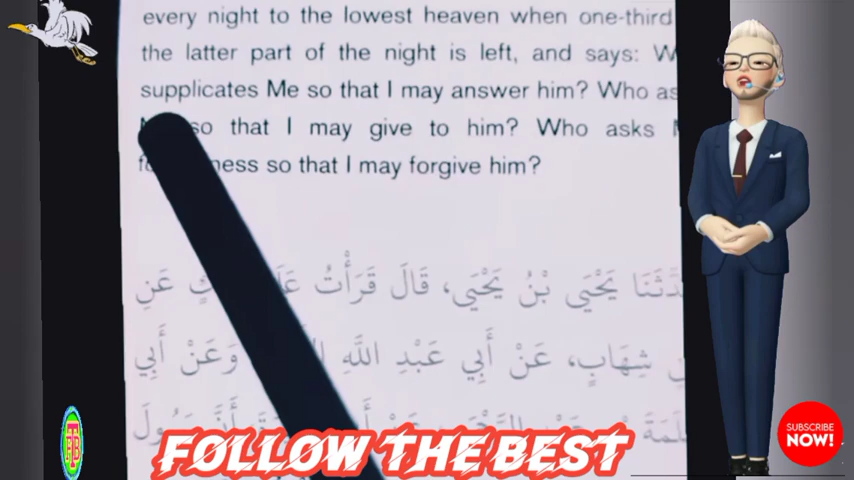 every night to the lowest heaven when one-third
the latter part of the night is left, and says:
supplicates Me so that I may answer him? Who
so that I may give to him? Who asks
so that I may forgive him?
حَدَّثَنَا يَحْيَى بْنُ يَحْيَى، قَالَ قَرَأْتُ عَنِ
شِهَابٍ، عَنْ أَبِي عَبْدِ اللَّهِ وَعَنْ أَبِي
FOLLOW THE BEST
SUBSCRIBE
NOW!
FTB